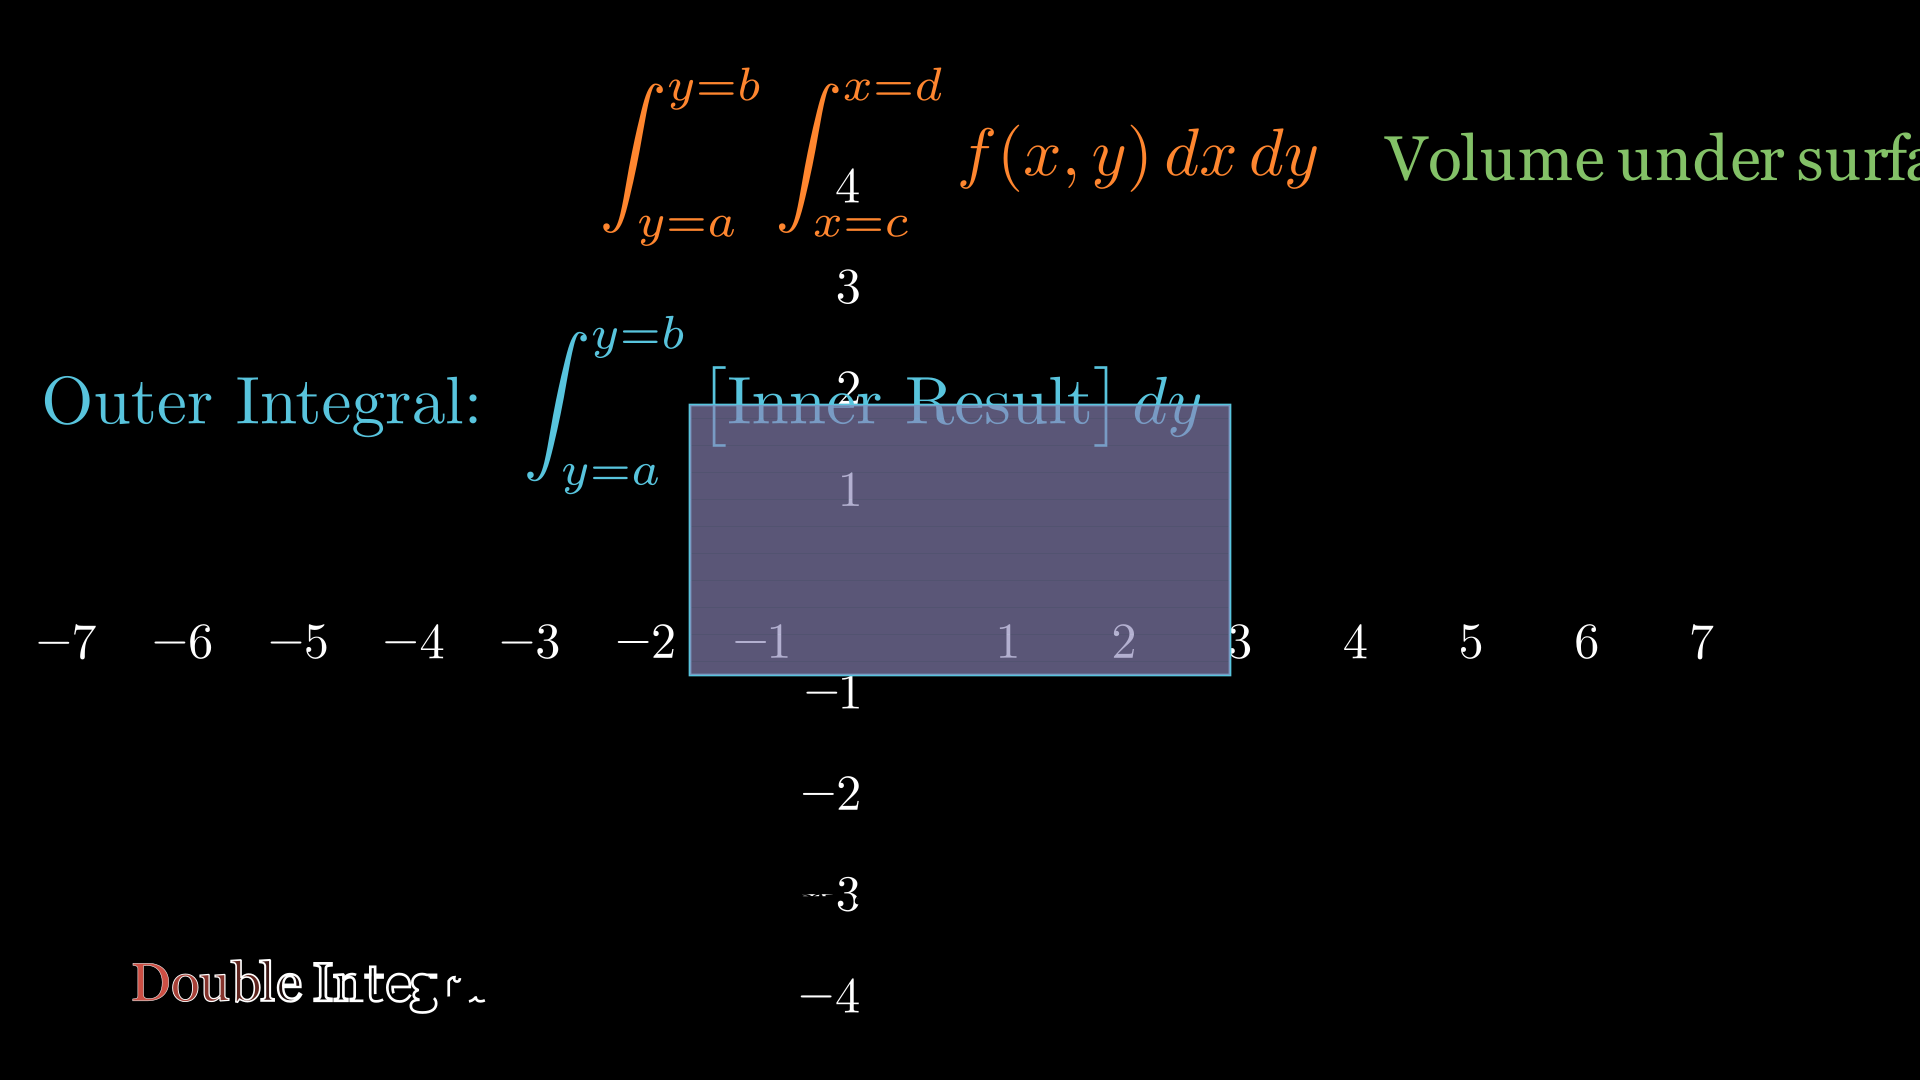 ∫_{y=a}^{y=b} ∫_{x=c}^{x=d} f(x, y) dx dy Volume under surfa
4
3
Outer Integral: ∫_{y=a}^{y=b} [Inner Result] dy
2
1
−7 −6 −5 −4 −3 −2 −1 1 2 3 4 5 6 7
−1
−2
−3
Double Integr
−4